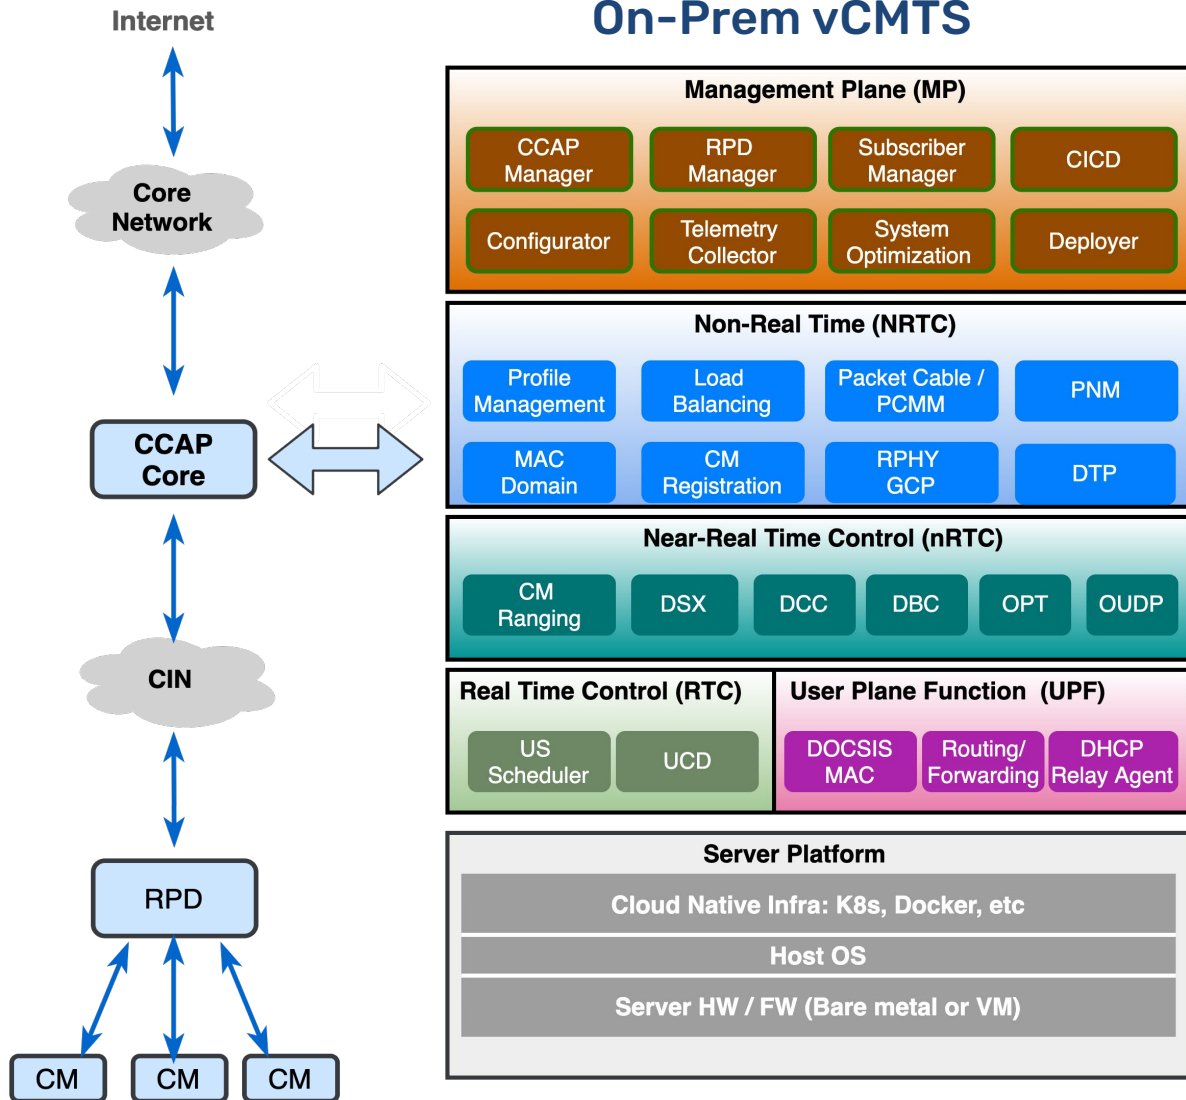 Internet
On-Prem vCMTS
Core
Network
CCAP
Core
CIN
RPD
CM
CM
CM
Management Plane (MP)
CCAP
Manager
RPD
Manager
Subscriber
Manager
CICD
Configurator
Telemetry
Collector
System
Optimization
Deployer
Non-Real Time (NRTC)
Profile
Management
Load
Balancing
Packet Cable /
PCMM
PNM
MAC
Domain
CM
Registration
RPHY
GCP
DTP
Near-Real Time Control (nRTC)
CM
Ranging
DSX
DCC
DBC
OPT
OUDP
Real Time Control (RTC)
US
Scheduler
UCD
User Plane Function (UPF)
DOCSIS
MAC
Routing/
Forwarding
DHCP
Relay Agent
Server Platform
Cloud Native Infra: K8s, Docker, etc
Host OS
Server HW / FW (Bare metal or VM)